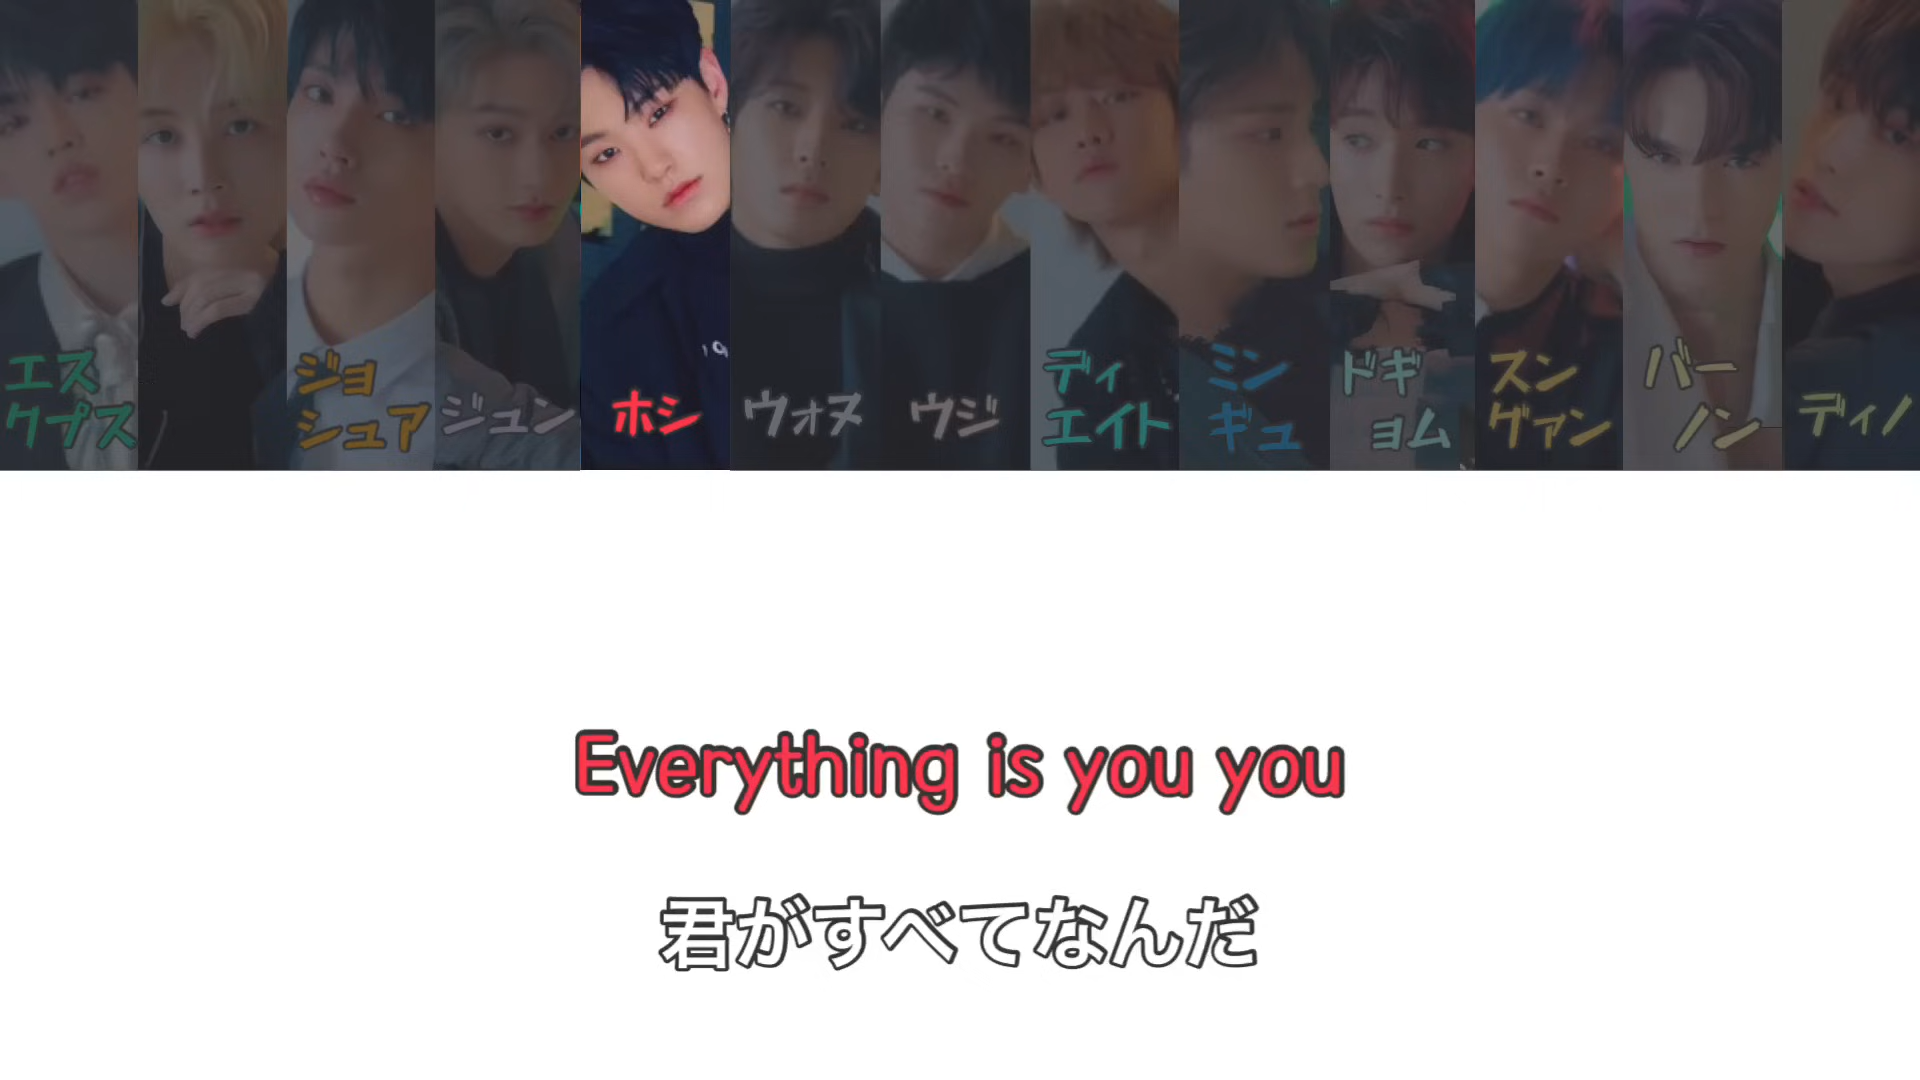 エス
クプス
ジョ
シュア
ジュン
ホシ
ウォヌ
ウジ
ディ
エイト
ミン
ギュ
ドギ
ョム
スン
グァン
バー
ノン
ディノ
Everything is you you
君がすべてなんだ